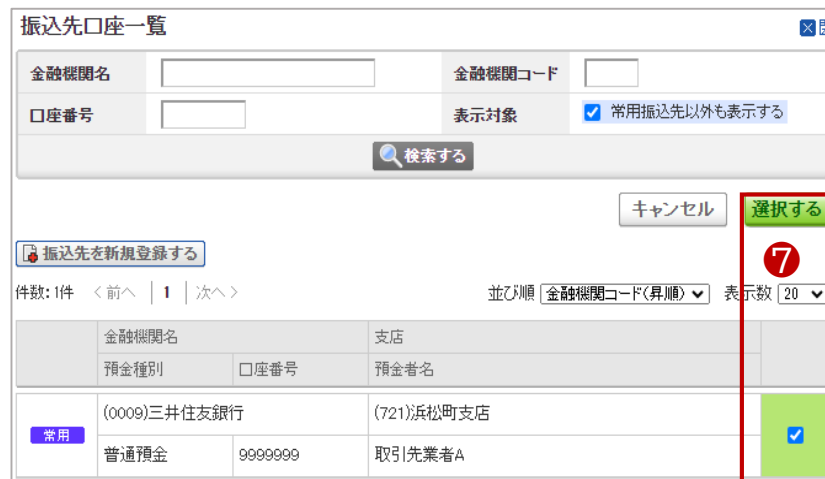 振込先口座一覧
金融機関名 金融機関コード
口座番号 表示対象 常用振込先以外も表示する
検索する
キャンセル 選択する
振込先を新規登録する
7
件数:1件 <前へ | 1 | 次へ> 並び順 金融機関コード(昇順) 表示数 20
金融機関名 支店
預金種別 口座番号 預金者名
(0009)三井住友銀行 (721)浜松町支店
常用
普通預金 9999999 取引先業者A